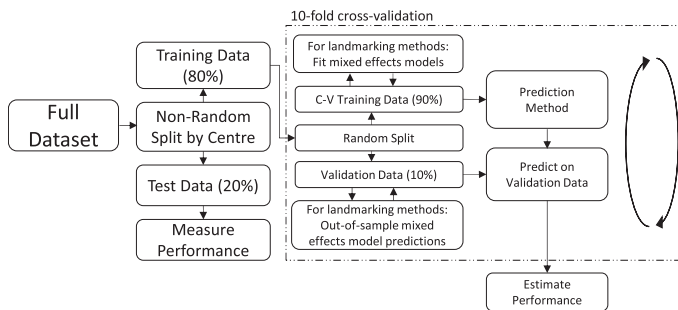 10-fold cross-validation
Training Data
(80%)
For landmarking methods:
Fit mixed effects models
C-V Training Data (90%)
Prediction
Method
Full
Dataset
Non-Random
Split by Centre
Random Split
Test Data (20%)
Validation Data (10%)
Predict on
Validation Data
Measure
Performance
For landmarking methods:
Out-of-sample mixed
effects model predictions
Estimate
Performance